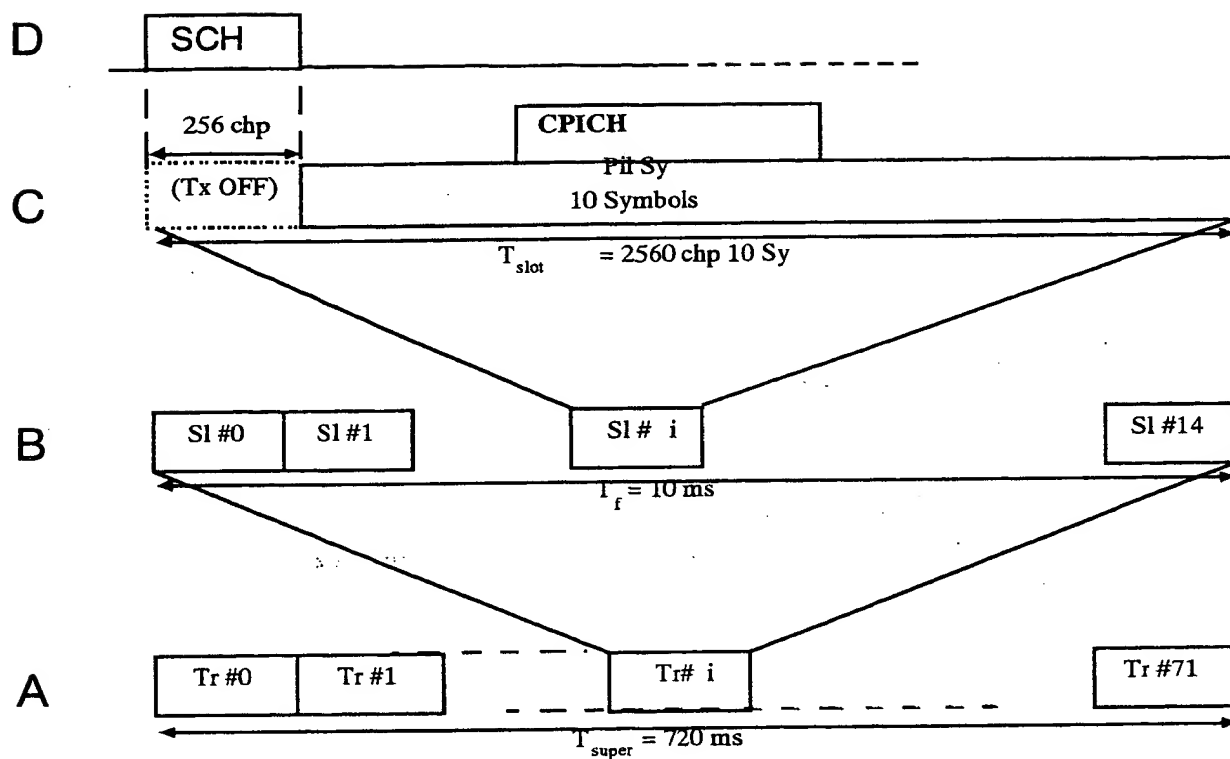 D
SCH
256 chp
CPICH
Pil Sy
C
(Tx OFF)
10 Symbols
T slot = 2560 chp 10 Sy
B
Sl #0
Sl #1
Sl # i
Sl #14
T f = 10 ms
A
Tr #0
Tr #1
Tr# i
Tr #71
T super = 720 ms